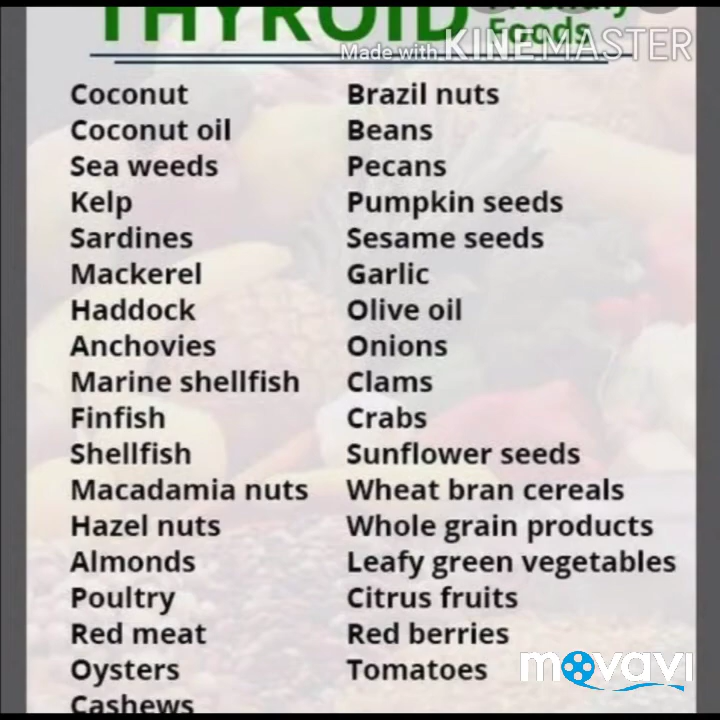 THYROID Friendly
Foods
Made with KINEMASTER
Coconut
Coconut oil
Sea weeds
Kelp
Sardines
Mackerel
Haddock
Anchovies
Marine shellfish
Finfish
Shellfish
Macadamia nuts
Hazel nuts
Almonds
Poultry
Red meat
Oysters
Cashews
Brazil nuts
Beans
Pecans
Pumpkin seeds
Sesame seeds
Garlic
Olive oil
Onions
Clams
Crabs
Sunflower seeds
Wheat bran cereals
Whole grain products
Leafy green vegetables
Citrus fruits
Red berries
Tomatoes
movavi